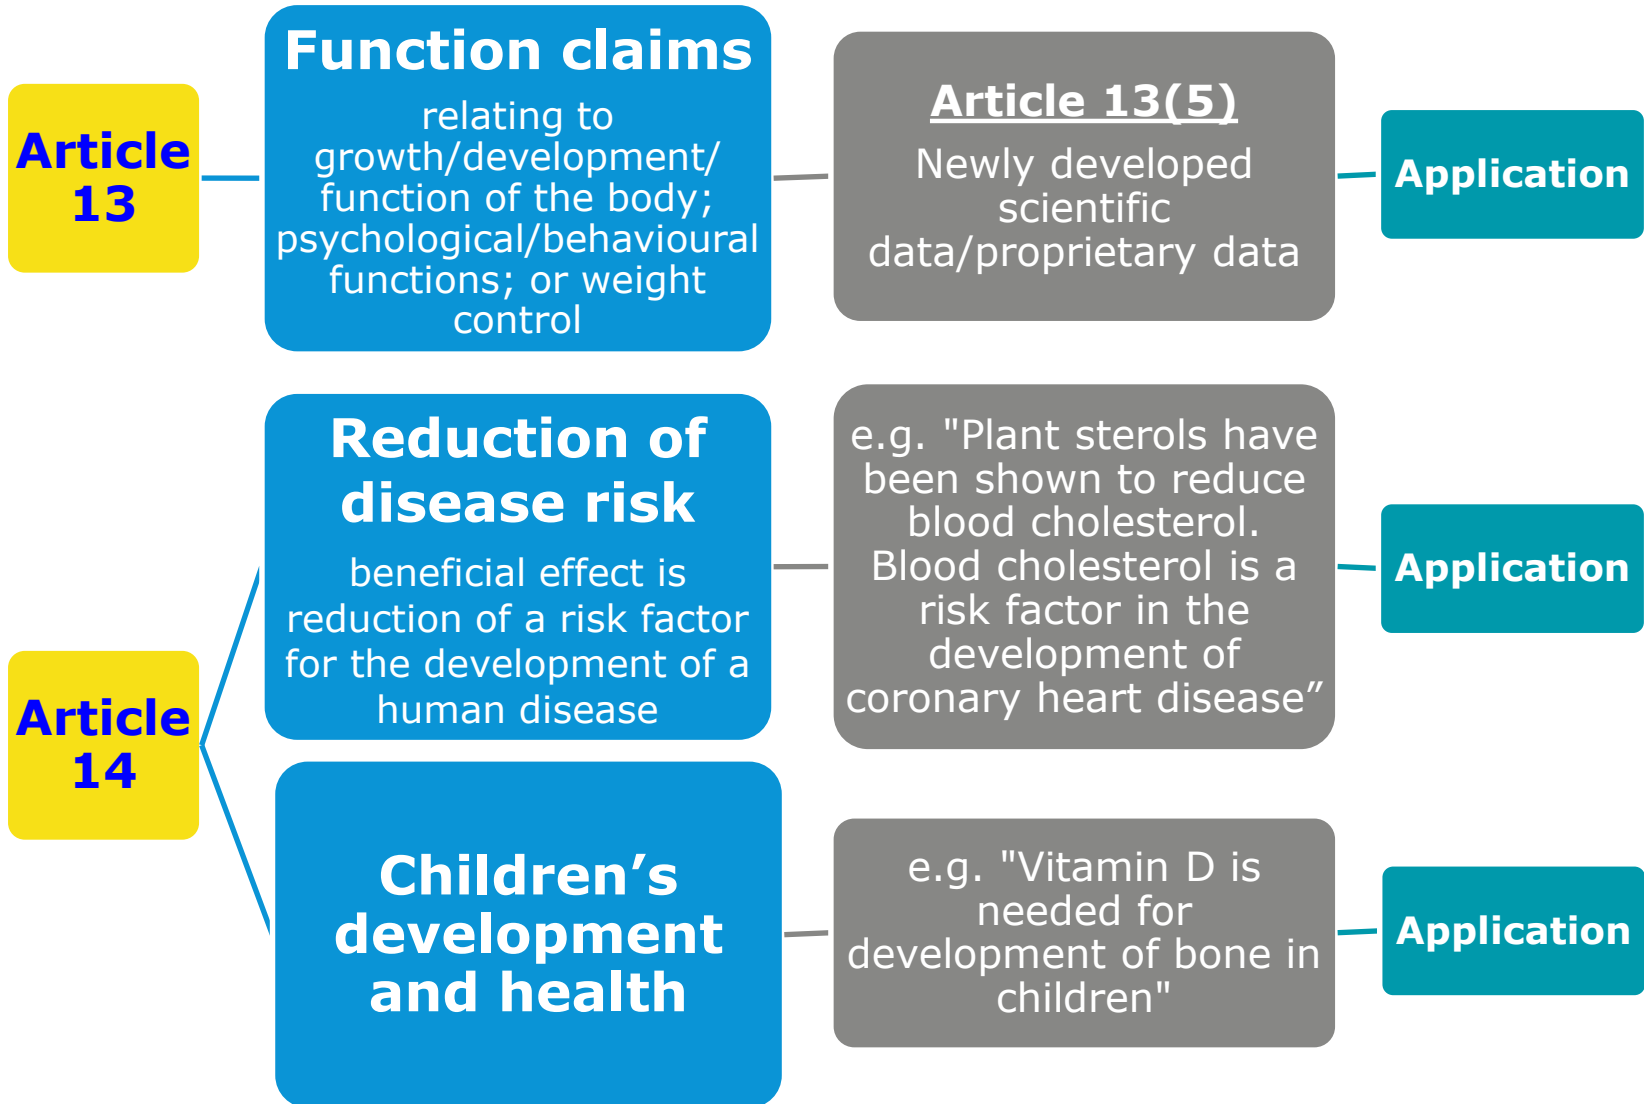 Article
13
Function claims
relating to
growth/development/
function of the body;
psychological/behavioural
functions; or weight
control
Article 13(5)
Newly developed
scientific
data/proprietary data
Application
Article
14
Reduction of
disease risk
beneficial effect is
reduction of a risk factor
for the development of a
human disease
e.g. "Plant sterols have
been shown to reduce
blood cholesterol.
Blood cholesterol is a
risk factor in the
development of
coronary heart disease”
Application
Children’s
development
and health
e.g. "Vitamin D is
needed for
development of bone in
children"
Application